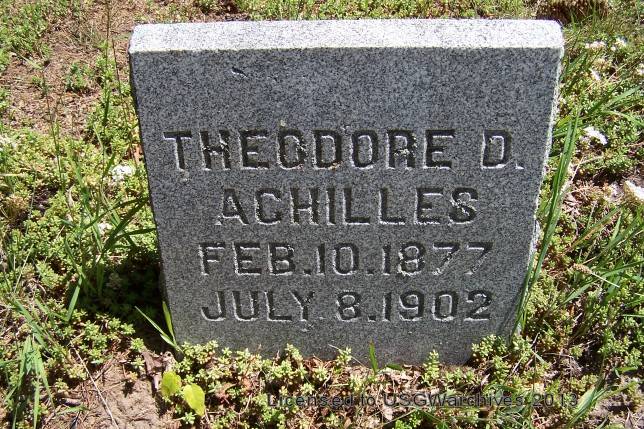 THEODORE D.
ACHILLES
FEB.10.1877
JULY 8.1902
Licensed to USGWarchives 2013